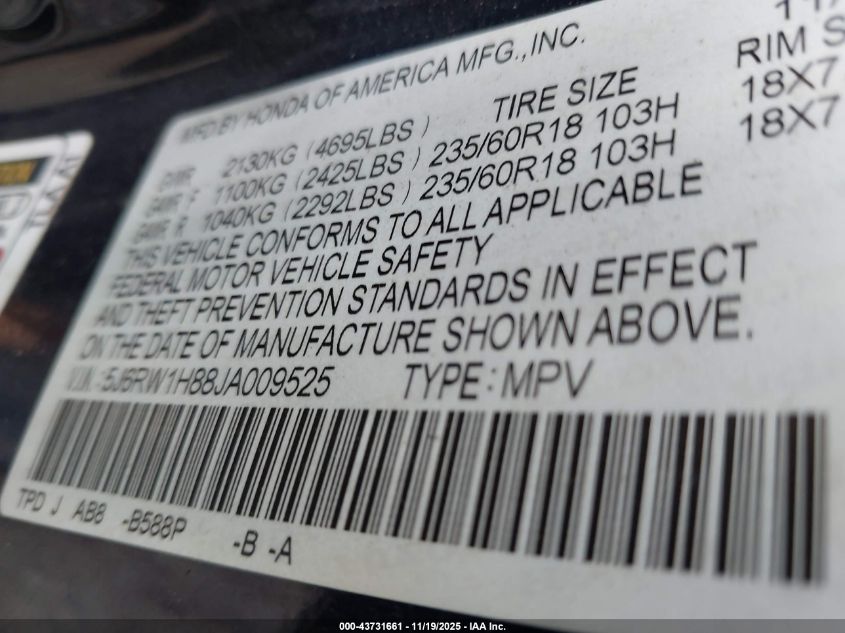 MFD.BY HONDA OF AMERICA MFG.,INC.
TIRE SIZE RIM S
GVWR 2130KG (4695LBS)
GAWR F 1100KG (2425LBS) 235/60R18 103H 18X7
GAWR R 1040KG (2292LBS) 235/60R18 103H 18X7
THIS VEHICLE CONFORMS TO ALL APPLICABLE
FEDERAL MOTOR VEHICLE SAFETY
AND THEFT PREVENTION STANDARDS IN EFFECT
ON THE DATE OF MANUFACTURE SHOWN ABOVE.
V.I.N.:5J6RW1H88JA009525 TYPE:MPV
TPD J AB8 -B588P
-B -A
000-43731661 - 11/19/2025 - IAA Inc.